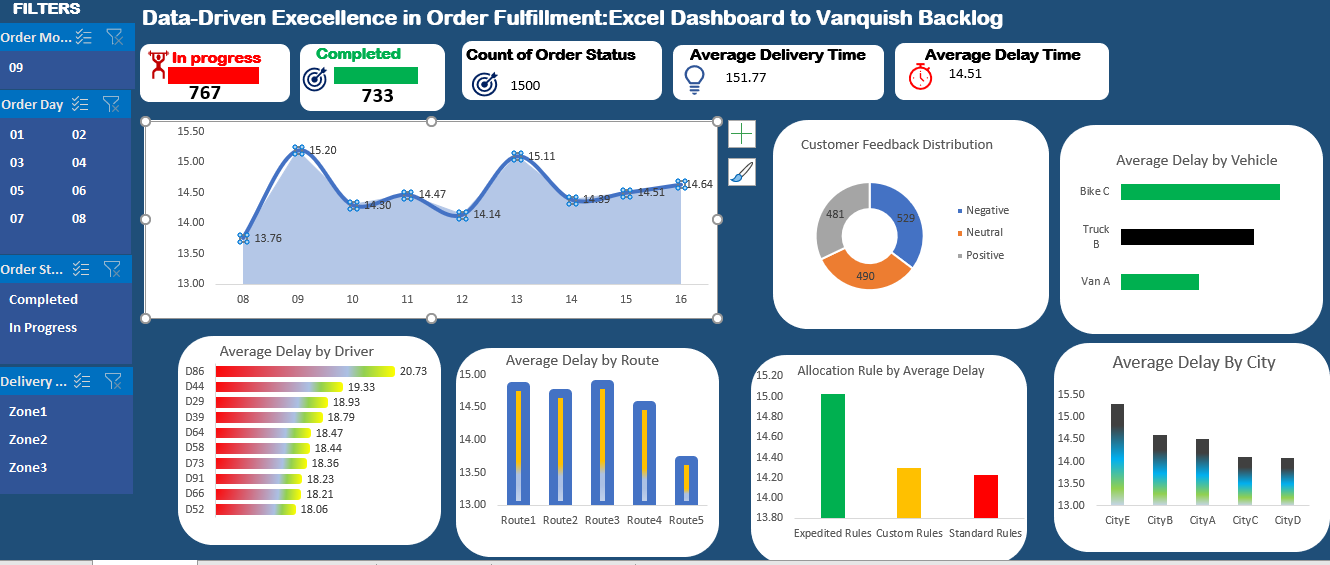 FILTERS
Data-Driven Execellence in Order Fulfillment:Excel Dashboard to Vanquish Backlog
Order Mo...
09
Order Day
01 02
03 04
05 06
07 08
Order St...
Completed
In Progress
Delivery ...
Zone1
Zone2
Zone3
In progress
767
Completed
733
Count of Order Status
1500
Average Delivery Time
151.77
Average Delay Time
14.51
15.50
15.00
14.50
14.00
13.50
13.00
13.76
15.20
14.30
14.47
14.14
15.11
14.39
14.51
14.64
08 09 10 11 12 13 14 15 16
Customer Feedback Distribution
481
529
490
Negative
Neutral
Positive
Average Delay by Vehicle
Bike C
Truck
B
Van A
Average Delay by Driver
D86 20.73
D44 19.33
D29 18.93
D39 18.79
D64 18.47
D58 18.44
D73 18.36
D91 18.23
D66 18.21
D52 18.06
Average Delay by Route
15.00
14.50
14.00
13.50
13.00
Route1 Route2 Route3 Route4 Route5
Allocation Rule by Average Delay
15.20
15.00
14.80
14.60
14.40
14.20
14.00
13.80
Expedited Rules Custom Rules Standard Rules
Average Delay By City
15.50
15.00
14.50
14.00
13.50
13.00
CityE CityB CityA CityC CityD